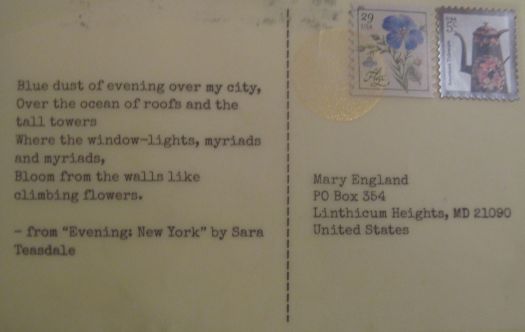 Blue dust of evening over my city,
Over the ocean of roofs and the
tall towers
Where the window-lights, myriads
and myriads,
Bloom from the walls like
climbing flowers.
- from "Evening: New York" by Sara
Teasdale
29
USA
Flax
5c
Mary England
PO Box 354
Linthicum Heights, MD 21090
United States